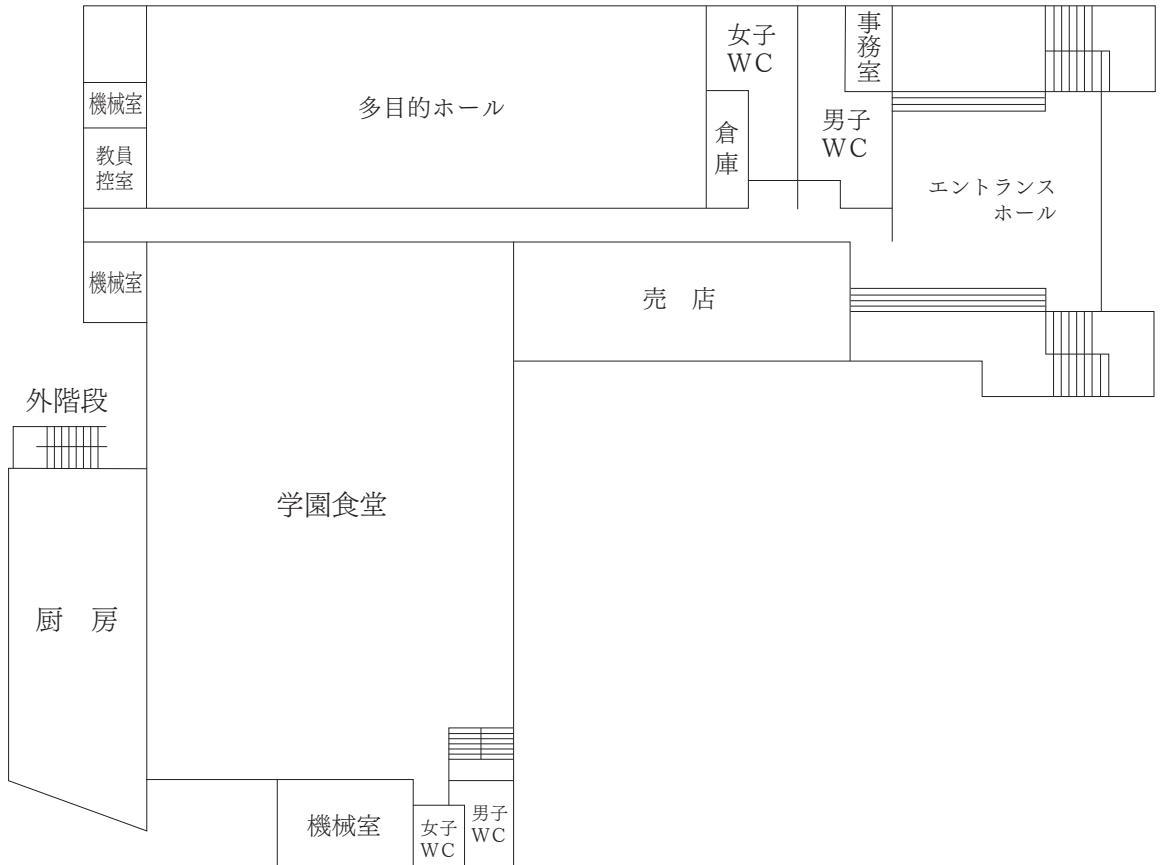 女子
WC
事務室
機械室
多目的ホール
倉庫
男子
WC
教員
控室
エントランス
ホール
機械室
売　店
外階段
学園食堂
厨　房
機械室
女子
WC
男子
WC